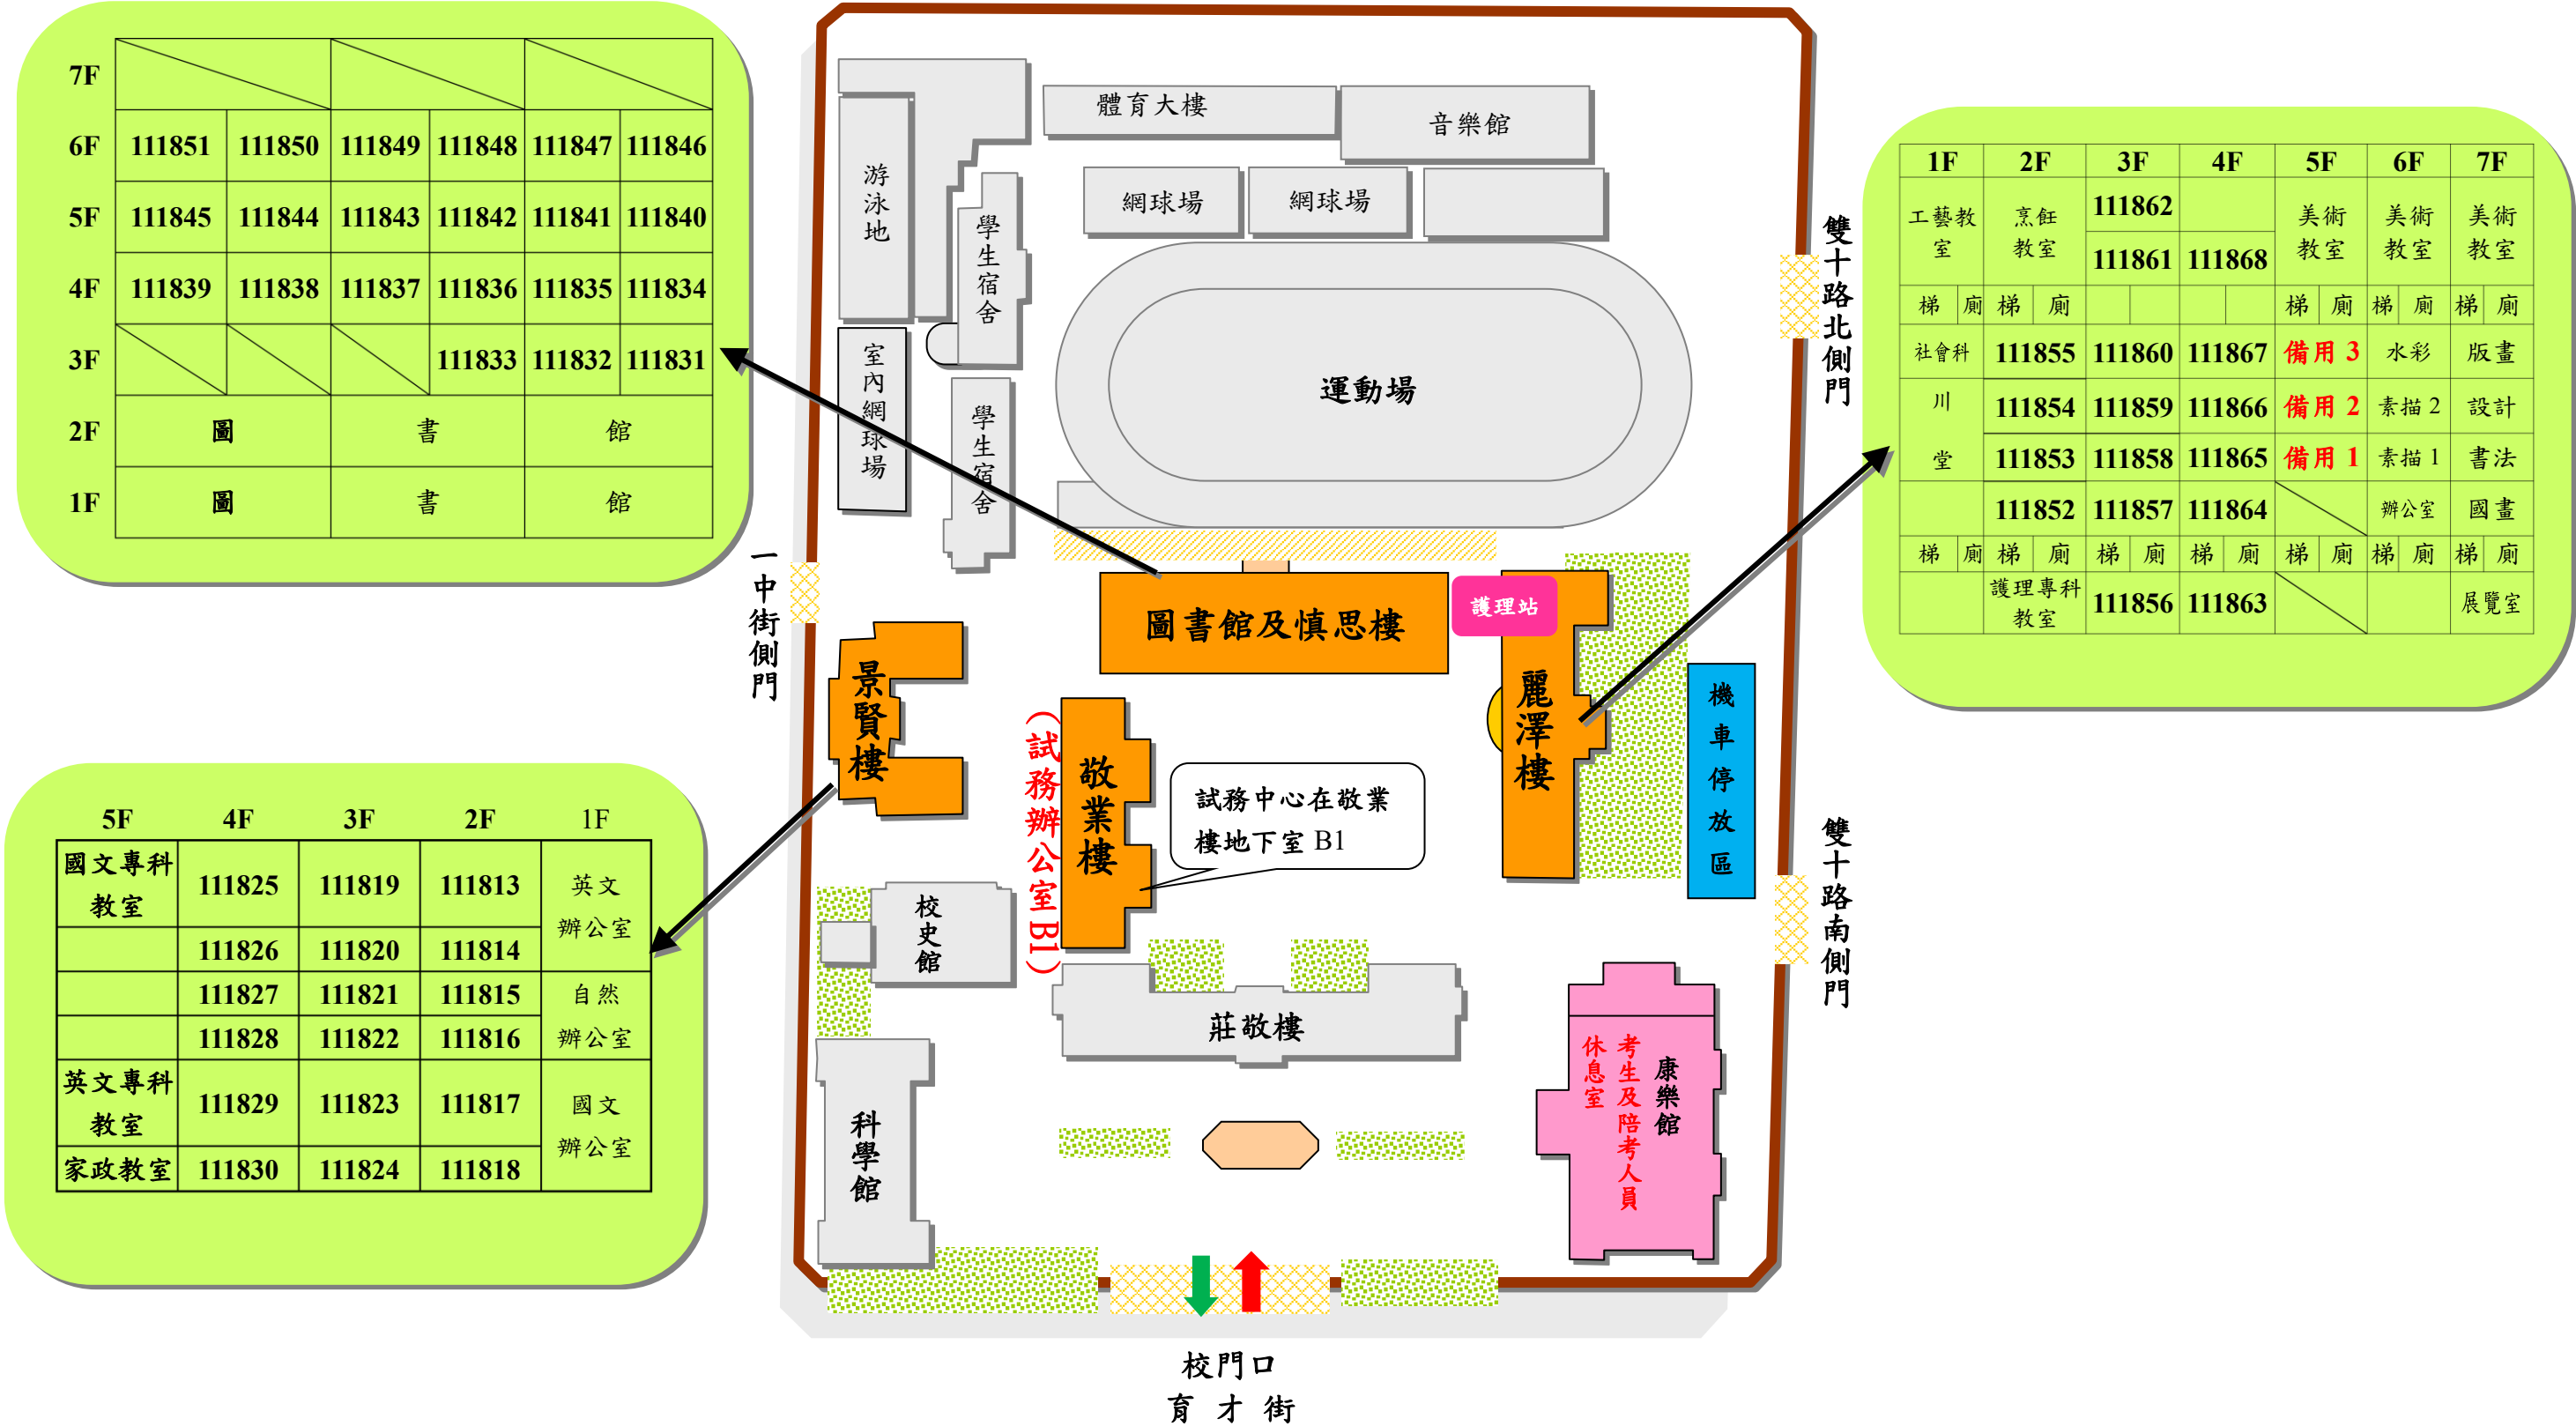 7F
6F 111851 111850 111849 111848 111847 111846
5F 111845 111844 111843 111842 111841 111840
4F 111839 111838 111837 111836 111835 111834
3F 111833 111832 111831
2F 圖 書 館
1F 圖 書 館
5F 4F 3F 2F 1F
國文專科教室 111825 111819 111813 英文辦公室
111826 111820 111814
111827 111821 111815 自然辦公室
111828 111822 111816
英文專科教室 111829 111823 111817 國文辦公室
家政教室 111830 111824 111818
體育大樓
音樂館
游泳池
網球場
網球場
學生宿舍
室內網球場
學生宿舍
運動場
一中街側門
雙十路北側門
圖書館及慎思樓
護理站
景賢樓
麗澤樓
機車停放區
(試務辦公室B1)
敬業樓
試務中心在敬業
樓地下室 B1
雙十路南側門
校史館
莊敬樓
科學館
康樂館
考生及陪考人員
休息室
校門口
育才街
1F 2F 3F 4F 5F 6F 7F
工藝教室 烹飪教室 111862 美術教室 美術教室 美術教室
111861 111868
梯 廁 梯 廁 梯 廁 梯 廁 梯 廁
社會科 111855 111860 111867 備用 3 水彩 版畫
川堂 111854 111859 111866 備用 2 素描 2 設計
111853 111858 111865 備用 1 素描 1 書法
111852 111857 111864 辦公室 國畫
梯 廁 梯 廁 梯 廁 梯 廁 梯 廁 梯 廁 梯 廁
護理專科教室 111856 111863 展覽室